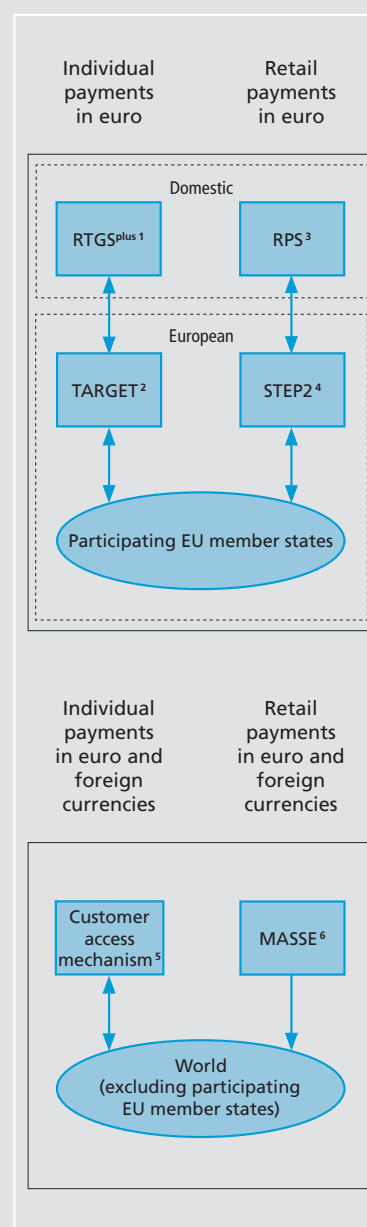 Individual
payments
in euro
Retail
payments
in euro
Domestic
RTGSplus 1
RPS 3
European
TARGET 2
STEP2 4
Participating EU member states
Individual
payments
in euro and
foreign
currencies
Retail
payments
in euro and
foreign
currencies
Customer
access
mechanism 5
MASSE 6
World
(excluding participating
EU member states)